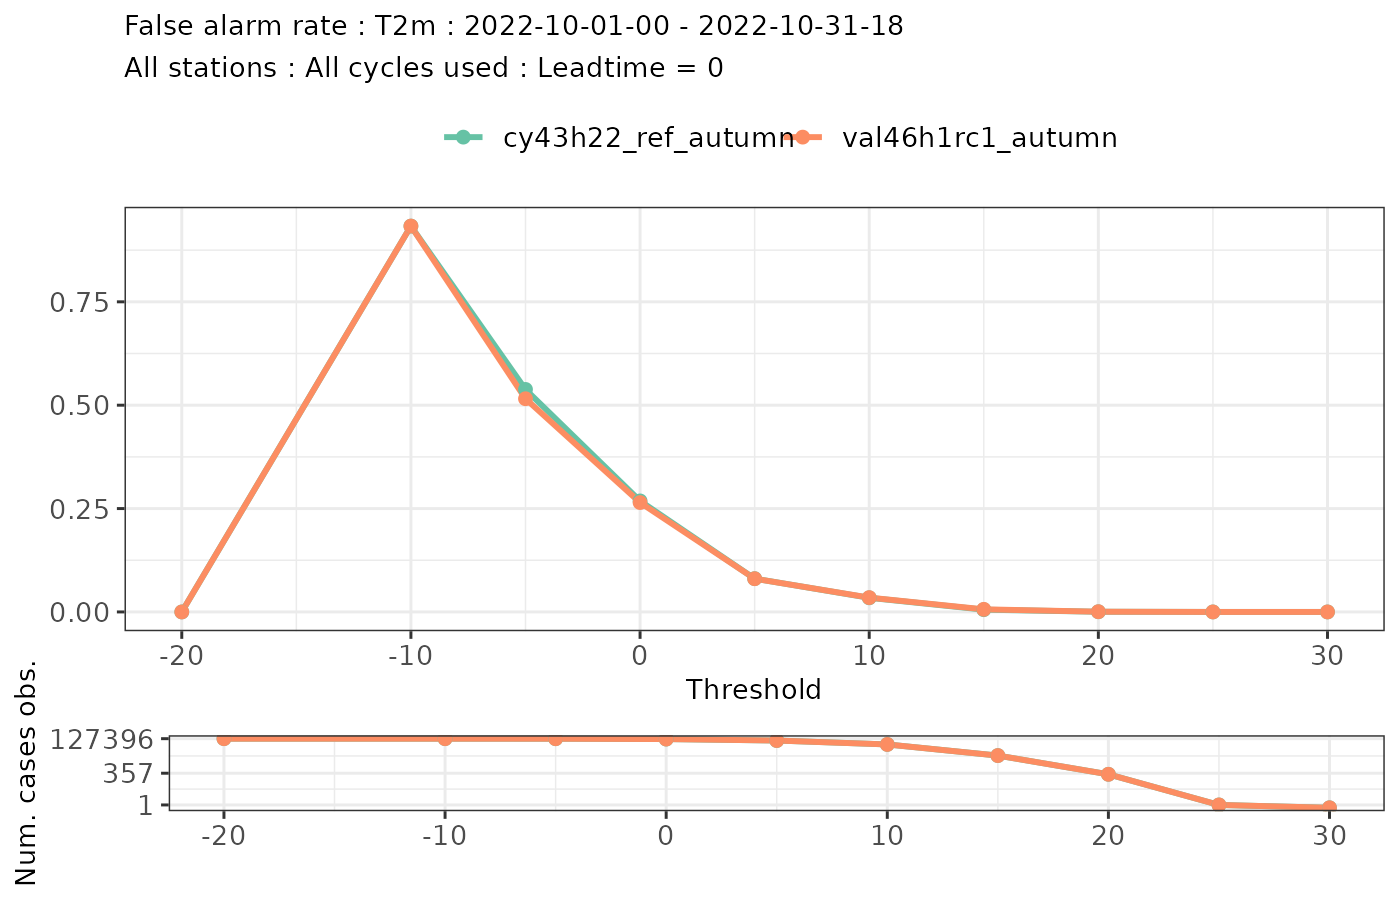 False alarm rate : T2m : 2022-10-01-00 - 2022-10-31-18
All stations : All cycles used : Leadtime = 0
cy43h22_ref_autumn val46h1rc1_autumn
0.75
0.50
0.25
0.00
-20 -10 0 10 20 30
Threshold
Num. cases obs.
127396
357
1
-20 -10 0 10 20 30